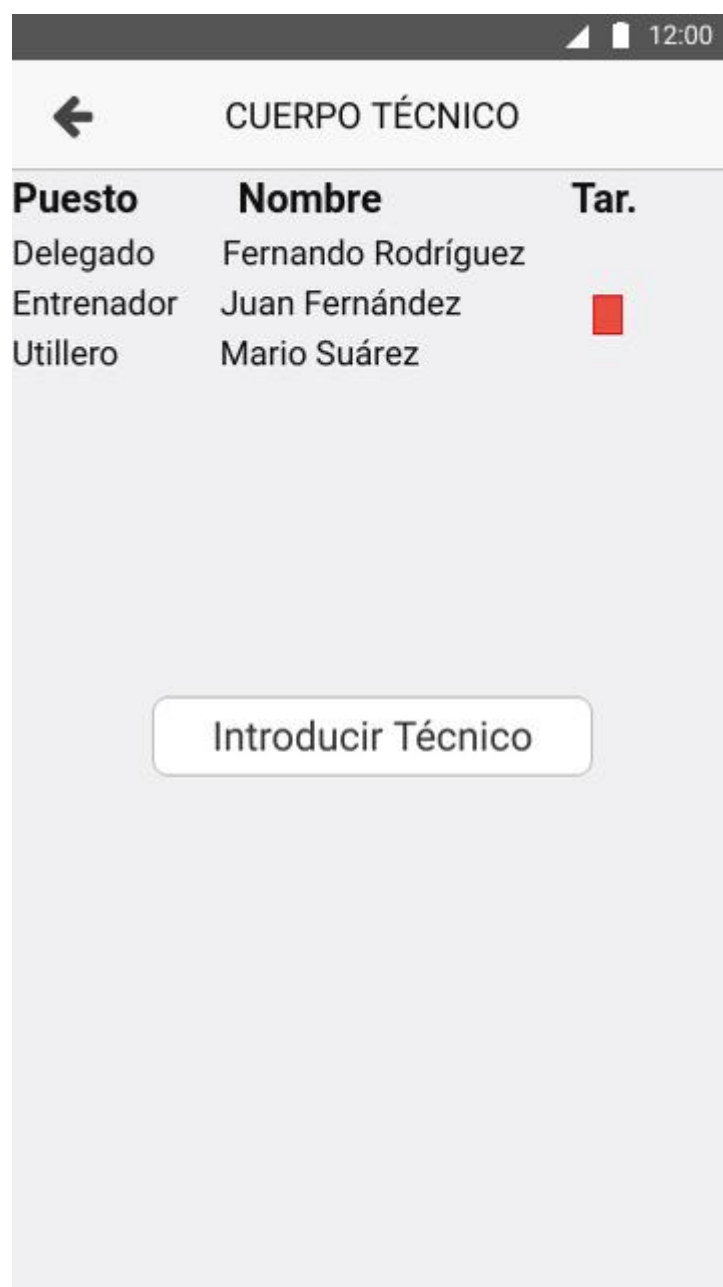 12:00
CUERPO TÉCNICO
Puesto Nombre Tar.
Delegado Fernando Rodríguez
Entrenador Juan Fernández
Utillero Mario Suárez
Introducir Técnico